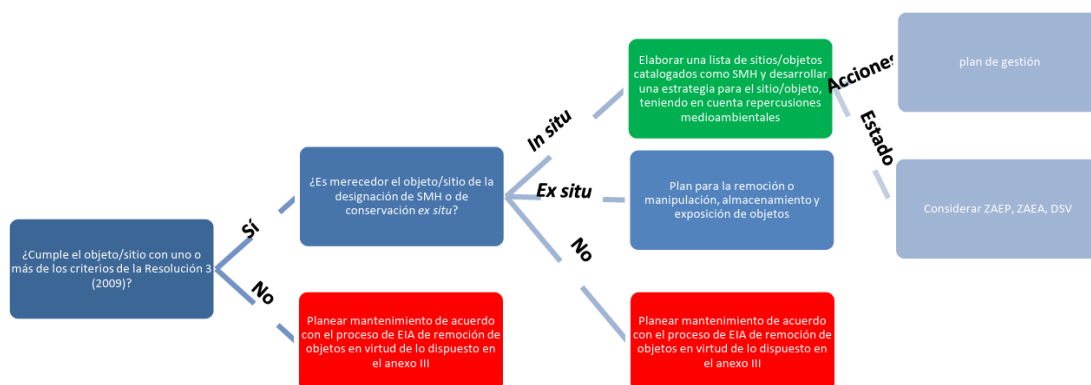 ¿Cumple el objeto/sitio con uno o
más de los criterios de la Resolución 3
(2009)?
Sí
No
¿Es merecedor el objeto/sitio de la
designación de SMH o de
conservación ex situ?
Planear mantenimiento de acuerdo
con el proceso de EIA de remoción de
objetos en virtud de lo dispuesto en
el anexo III
In situ
Ex situ
No
Elaborar una lista de sitios/objetos
catalogados como SMH y desarrollar
una estrategia para el sitio/objeto,
teniendo en cuenta repercusiones
medioambientales
Plan para la remoción o
manipulación, almacenamiento y
exposición de objetos
Planear mantenimiento de acuerdo
con el proceso de EIA de remoción de
objetos en virtud de lo dispuesto en
el anexo III
Acciones
Estado
plan de gestión
Considerar ZAEP, ZAEA, DSV